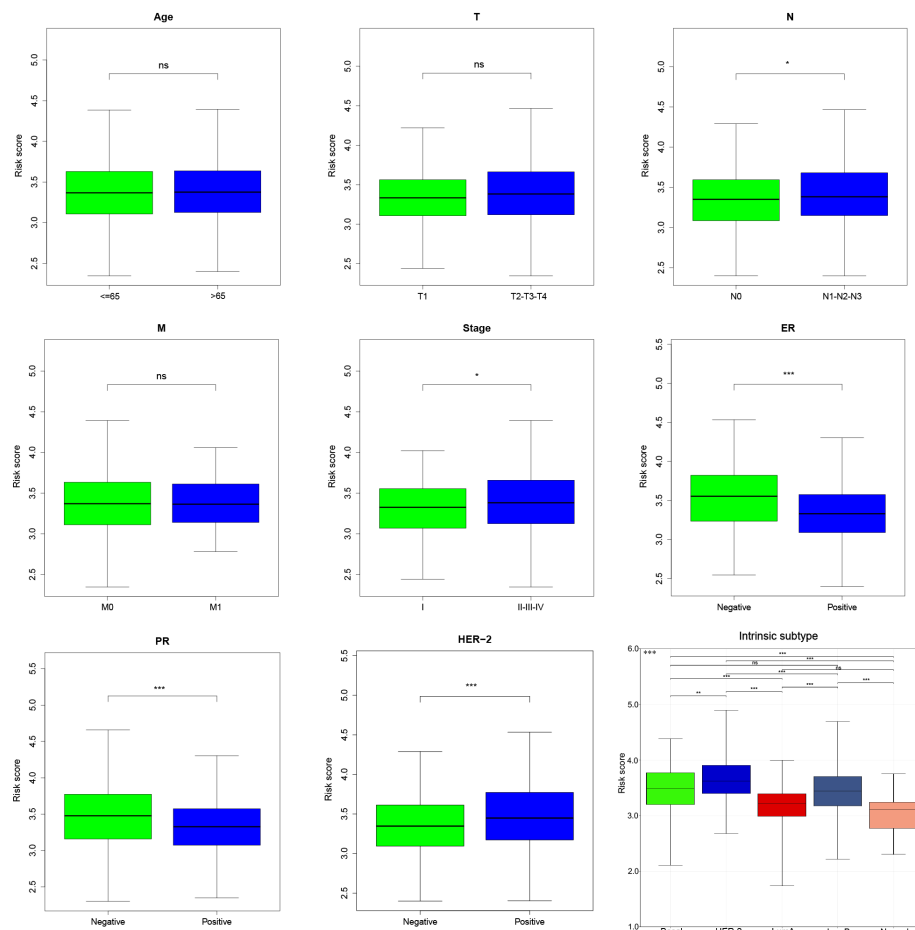 Age
ns
Risk score
5.0
4.5
4.0
3.5
3.0
2.5
<=65
>65
T
ns
Risk score
5.0
4.5
4.0
3.5
3.0
2.5
T1
T2-T3-T4
N
*
Risk score
5.0
4.5
4.0
3.5
3.0
2.5
N0
N1-N2-N3
M
ns
Risk score
5.0
4.5
4.0
3.5
3.0
2.5
M0
M1
Stage
*
Risk score
5.0
4.5
4.0
3.5
3.0
2.5
I
II-III-IV
ER
***
Risk score
5.5
5.0
4.5
4.0
3.5
3.0
2.5
Negative
Positive
PR
***
Risk score
5.5
5.0
4.5
4.0
3.5
3.0
2.5
Negative
Positive
HER-2
***
Risk score
5.5
5.0
4.5
4.0
3.5
3.0
2.5
Negative
Positive
Intrinsic subtype
***
***
***
ns
***
ns
***
***
** *** *** ***
Risk score
6.0
5.0
4.0
3.0
2.0
1.0